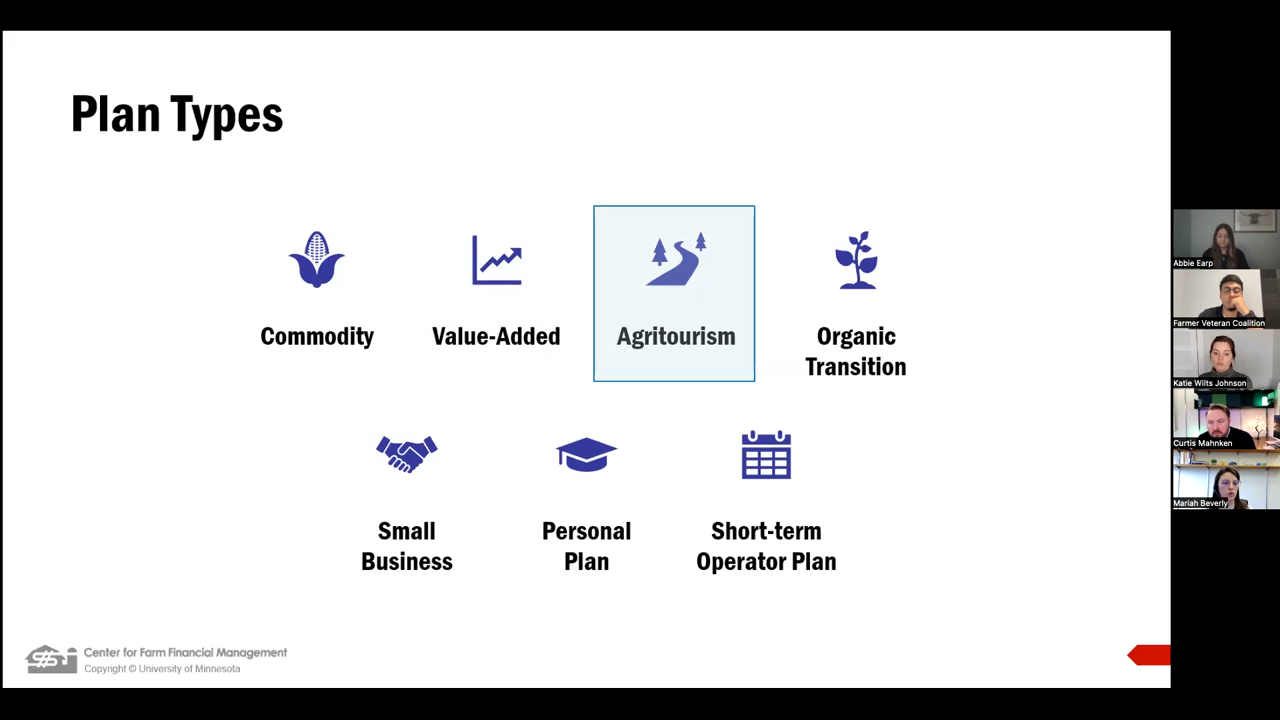 Plan Types
Commodity
Value-Added
Agritourism
Organic
Transition
Small
Business
Personal
Plan
Short-term
Operator Plan
Center for Farm Financial Management
Copyright © University of Minnesota
Abbie Earp
Farmer Veteran Coalition
Katie Wilts Johnson
Curtis Mahnken
Mariah Beverly